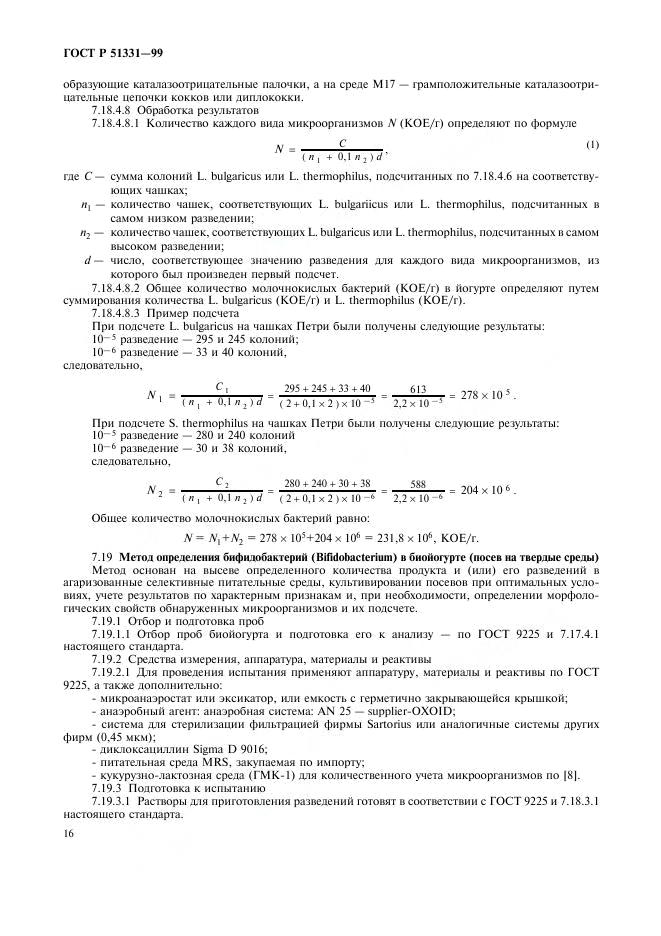 ГОСТ Р 51331—99
образующие каталазоотрицательные палочки, а на среде М17 — грамположительные каталазоотри-
цательные цепочки кокков или диплококки.
7.18.4.8 Обработка результатов
7.18.4.8.1 Количество каждого вида микроорганизмов N (КОЕ/г) определяют по формуле
N = C / ((n₁ + 0,1 n₂) d), (1)
где C — сумма колоний L. bulgaricus или L. thermophilus, подсчитанных по 7.18.4.6 на соответству-
ющих чашках;
n₁ — количество чашек, соответствующих L. bulgariicus или L. thermophilus, подсчитанных в
самом низком разведении;
n₂ — количество чашек, соответствующих L. bulgaricus или L. thermophilus, подсчитанных в самом
высоком разведении;
d — число, соответствующее значению разведения для каждого вида микроорганизмов, из
которого был произведен первый подсчет.
7.18.4.8.2 Общее количество молочнокислых бактерий (КОЕ/г) в йогурте определяют путем
суммирования количества L. bulgaricus (КОЕ/г) и L. thermophilus (КОЕ/г).
7.18.4.8.3 Пример подсчета
При подсчете L. bulgaricus на чашках Петри были получены следующие результаты:
10⁻⁵ разведение — 295 и 245 колоний;
10⁻⁶ разведение — 33 и 40 колоний,
следовательно,
N₁ = C₁ / ((n₁ + 0,1 n₂) d) = (295 + 245 + 33 + 40) / ((2 + 0,1 × 2) × 10⁻⁵) = 613 / (2,2 × 10⁻⁵) = 278 × 10⁵ .
При подсчете S. thermophilus на чашках Петри были получены следующие результаты:
10⁻⁵ разведение — 280 и 240 колоний
10⁻⁶ разведение — 30 и 38 колоний,
следовательно,
N₂ = C₂ / ((n₁ + 0,1 n₂) d) = (280 + 240 + 30 + 38) / ((2 + 0,1 × 2) × 10⁻⁶) = 588 / (2,2 × 10⁻⁶) = 204 × 10⁶ .
Общее количество молочнокислых бактерий равно:
N = N₁+N₂ = 278 × 10⁵+204 × 10⁶ = 231,8 × 10⁶, КОЕ/г.
7.19 Метод определения бифидобактерий (Bifidobacterium) в биойогурте (посев на твердые среды)
Метод основан на высеве определенного количества продукта и (или) его разведений в
агаризованные селективные питательные среды, культивировании посевов при оптимальных усло-
виях, учете результатов по характерным признакам и, при необходимости, определении морфоло-
гических свойств обнаруженных микроорганизмов и их подсчете.
7.19.1 Отбор и подготовка проб
7.19.1.1 Отбор проб биойогурта и подготовка его к анализу — по ГОСТ 9225 и 7.17.4.1
настоящего стандарта.
7.19.2 Средства измерения, аппаратура, материалы и реактивы
7.19.2.1 Для проведения испытания применяют аппаратуру, материалы и реактивы по ГОСТ
9225, а также дополнительно:
- микроанаэростат или эксикатор, или емкость с герметично закрывающейся крышкой;
- анаэробный агент: анаэробная система: AN 25 — supplier-OXOID;
- система для стерилизации фильтрацией фирмы Sartorius или аналогичные системы других
фирм (0,45 мкм);
- диклоксациллин Sigma D 9016;
- питательная среда MRS, закупаемая по импорту;
- кукурузно-лактозная среда (ГМК-1) для количественного учета микроорганизмов по [8].
7.19.3 Подготовка к испытанию
7.19.3.1 Растворы для приготовления разведений готовят в соответствии с ГОСТ 9225 и 7.18.3.1
настоящего стандарта.
16